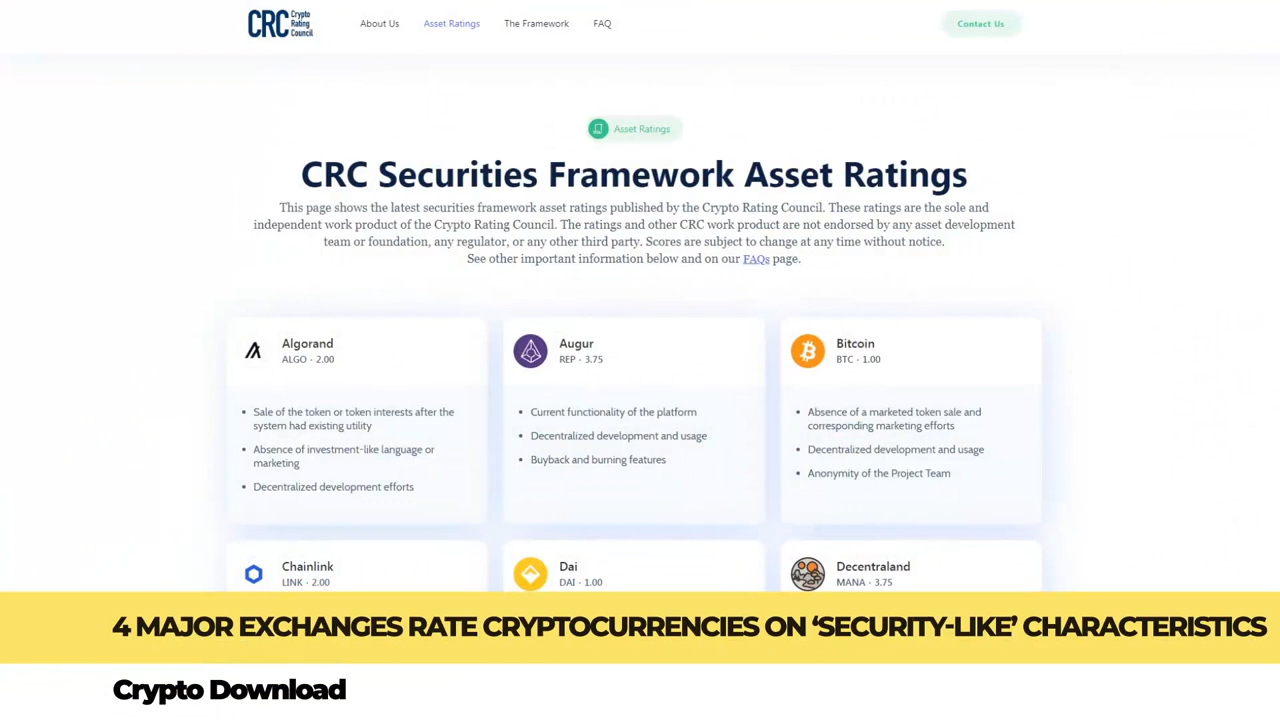 CRC Crypto
Rating
Council
About Us
Asset Ratings
The Framework
FAQ
Contact Us
Asset Ratings
CRC Securities Framework Asset Ratings
This page shows the latest securities framework asset ratings published by the Crypto Rating Council. These ratings are the sole and
independent work product of the Crypto Rating Council. The ratings and other CRC work product are not endorsed by any asset development
team or foundation, any regulator, or any other third party. Scores are subject to change at any time without notice.
See other important information below and on our FAQs page.
Algorand
ALGO · 2.00
• Sale of the token or token interests after the
system had existing utility
• Absence of investment-like language or
marketing
• Decentralized development efforts
Augur
REP · 3.75
• Current functionality of the platform
• Decentralized development and usage
• Buyback and burning features
Bitcoin
BTC · 1.00
• Absence of a marketed token sale and
corresponding marketing efforts
• Decentralized development and usage
• Anonymity of the Project Team
Chainlink
LINK · 2.00
Dai
DAI · 1.00
Decentraland
MANA · 3.75
4 MAJOR EXCHANGES RATE CRYPTOCURRENCIES ON ‘SECURITY-LIKE’ CHARACTERISTICS
Crypto Download